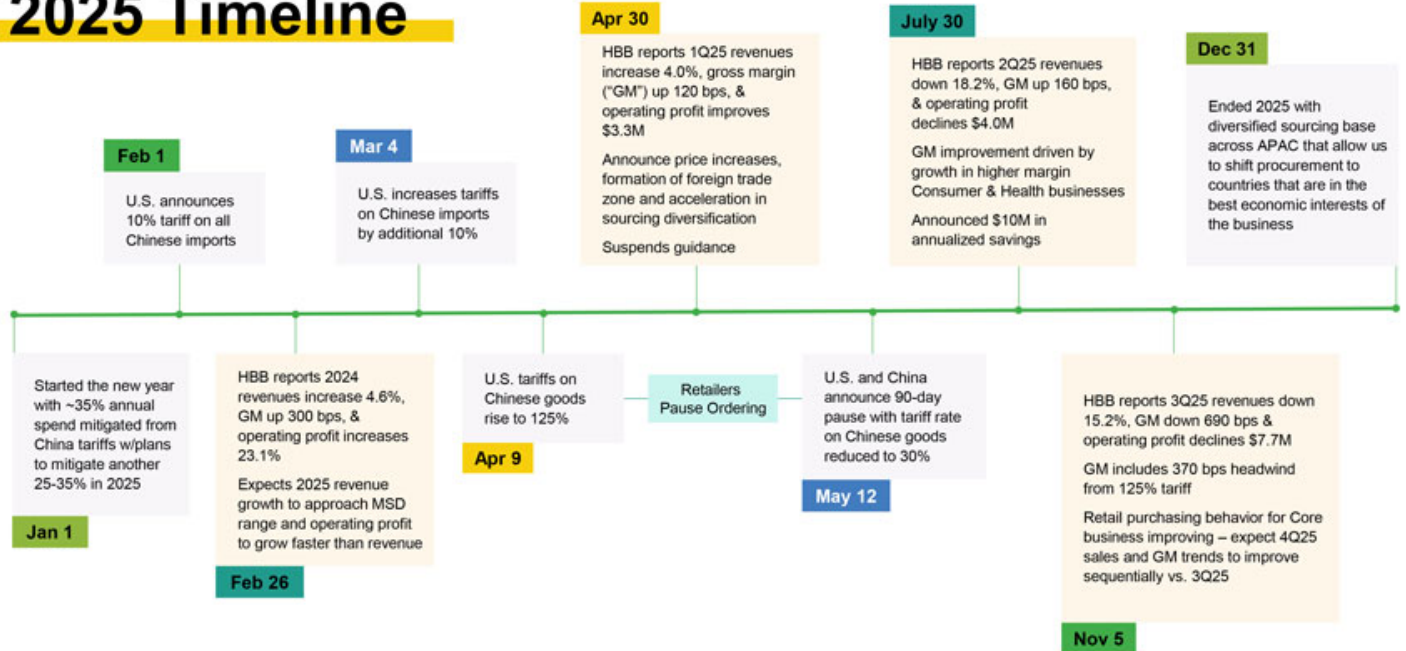 2025 Timeline
Jan 1
Started the new year
with ~35% annual
spend mitigated from
China tariffs w/plans
to mitigate another
25-35% in 2025
Feb 1
U.S. announces
10% tariff on all
Chinese imports
Feb 26
HBB reports 2024
revenues increase 4.6%,
GM up 300 bps, &
operating profit increases
23.1%
Expects 2025 revenue
growth to approach MSD
range and operating profit
to grow faster than revenue
Mar 4
U.S. increases tariffs
on Chinese imports
by additional 10%
Apr 9
U.S. tariffs on
Chinese goods
rise to 125%
Retailers
Pause Ordering
Apr 30
HBB reports 1Q25 revenues
increase 4.0%, gross margin
(“GM”) up 120 bps, &
operating profit improves
$3.3M
Announce price increases,
formation of foreign trade
zone and acceleration in
sourcing diversification
Suspends guidance
May 12
U.S. and China
announce 90-day
pause with tariff rate
on Chinese goods
reduced to 30%
July 30
HBB reports 2Q25 revenues
down 18.2%, GM up 160 bps,
& operating profit
declines $4.0M
GM improvement driven by
growth in higher margin
Consumer & Health businesses
Announced $10M in
annualized savings
Nov 5
HBB reports 3Q25 revenues down
15.2%, GM down 690 bps &
operating profit declines $7.7M
GM includes 370 bps headwind
from 125% tariff
Retail purchasing behavior for Core
business improving – expect 4Q25
sales and GM trends to improve
sequentially vs. 3Q25
Dec 31
Ended 2025 with
diversified sourcing base
across APAC that allow us
to shift procurement to
countries that are in the
best economic interests of
the business